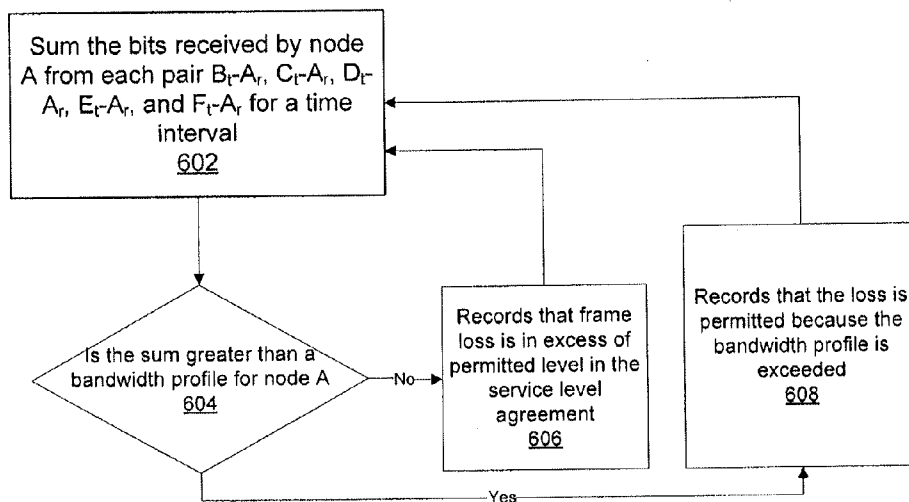 Sum the bits received by node
A from each pair Bt-Ar, Ct-Ar, Dt-
Ar, Et-Ar, and Ft-Ar for a time
interval
602
Is the sum greater than a
bandwidth profile for node A
604
No
Records that frame
loss is in excess of
permitted level in the
service level
agreement
606
Records that the loss is
permitted because the
bandwidth profile is
exceeded
608
Yes